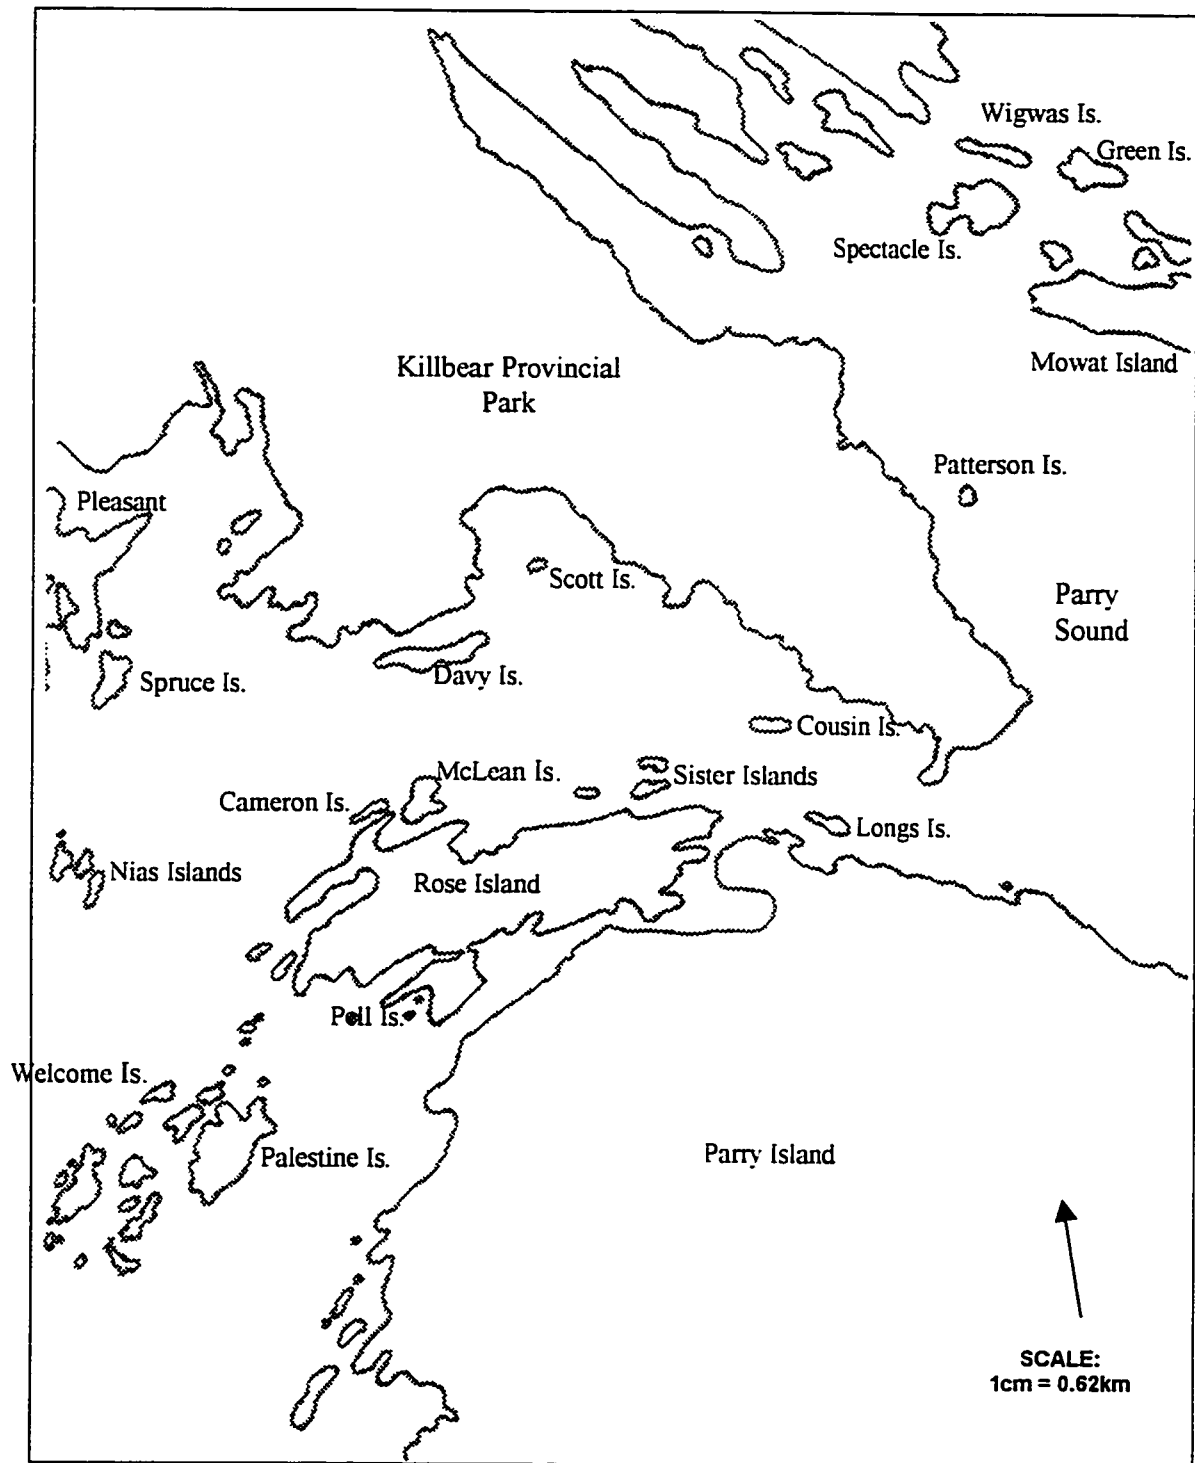 Wigwas Is.
Green Is.
Spectacle Is.
Mowat Island
Killbear Provincial
Park
Patterson Is.
Pleasant
Scott Is.
Parry
Sound
Spruce Is.
Davy Is.
Cousin Is.
McLean Is.
Sister Islands
Cameron Is.
Longs Is.
Nias Islands
Rose Island
Pell Is.
Welcome Is.
Palestine Is.
Parry Island
SCALE:
1cm = 0.62km